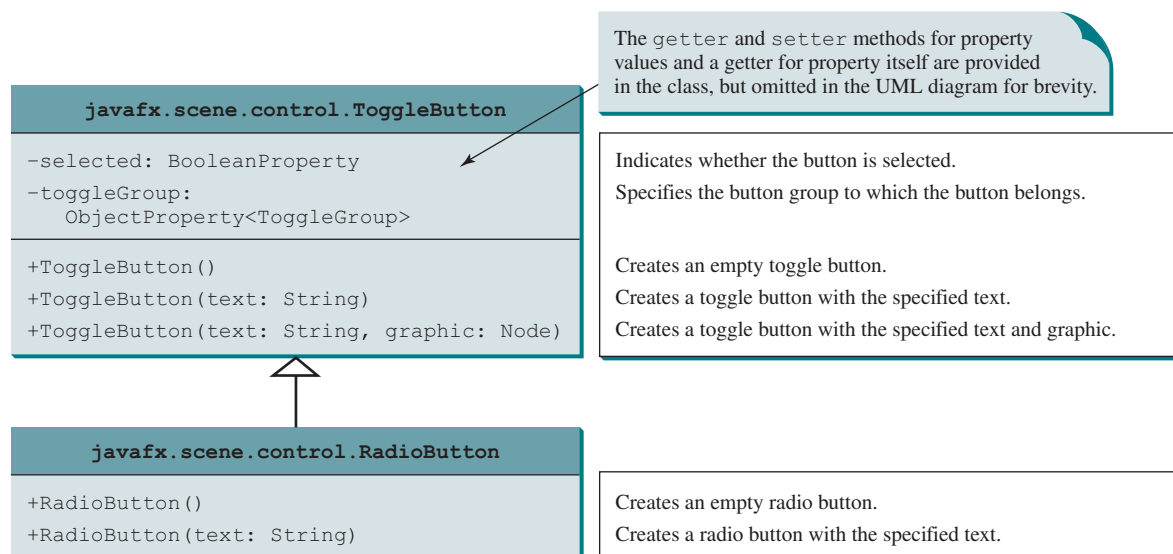 The getter and setter methods for property
values and a getter for property itself are provided
in the class, but omitted in the UML diagram for brevity.
javafx.scene.control.ToggleButton
-selected: BooleanProperty
Indicates whether the button is selected.
-toggleGroup:
Specifies the button group to which the button belongs.
ObjectProperty<ToggleGroup>
+ToggleButton()
Creates an empty toggle button.
+ToggleButton(text: String)
Creates a toggle button with the specified text.
+ToggleButton(text: String, graphic: Node)
Creates a toggle button with the specified text and graphic.
javafx.scene.control.RadioButton
+RadioButton()
Creates an empty radio button.
+RadioButton(text: String)
Creates a radio button with the specified text.